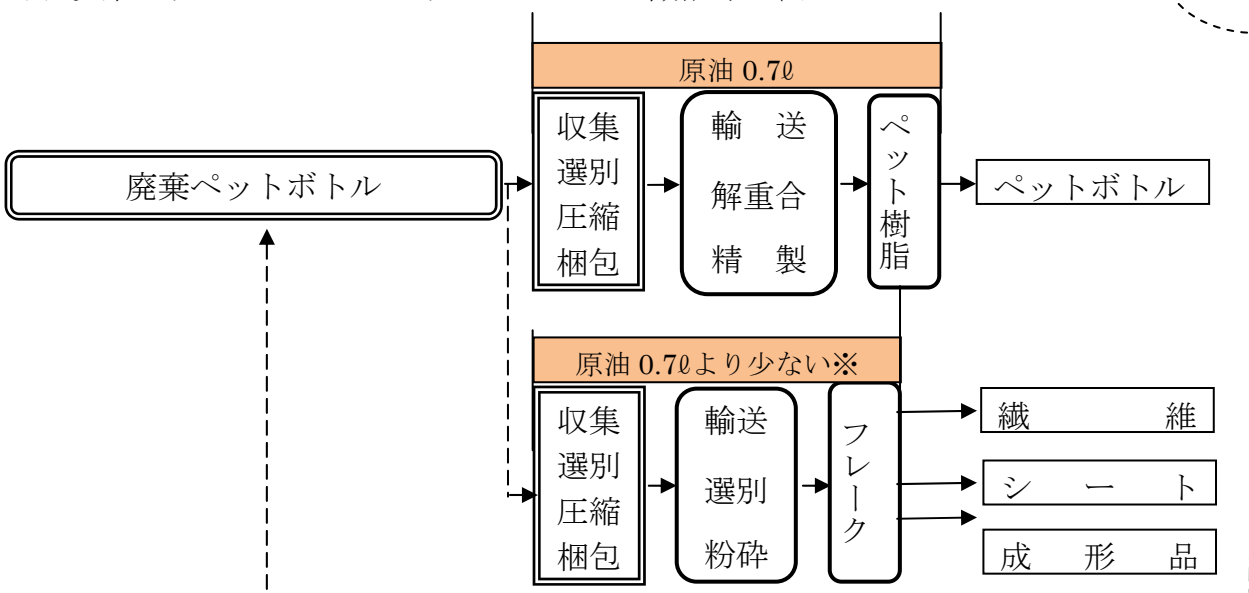 原油 0.7ℓ
廃棄ペットボトル
収集
選別
圧縮
梱包
輸 送
解重合
精 製
ペット樹脂
ペットボトル
原油 0.7ℓより少ない※
収集
選別
圧縮
梱包
輸送
選別
粉砕
フレーク
繊 維
シ ー ト
成 形 品